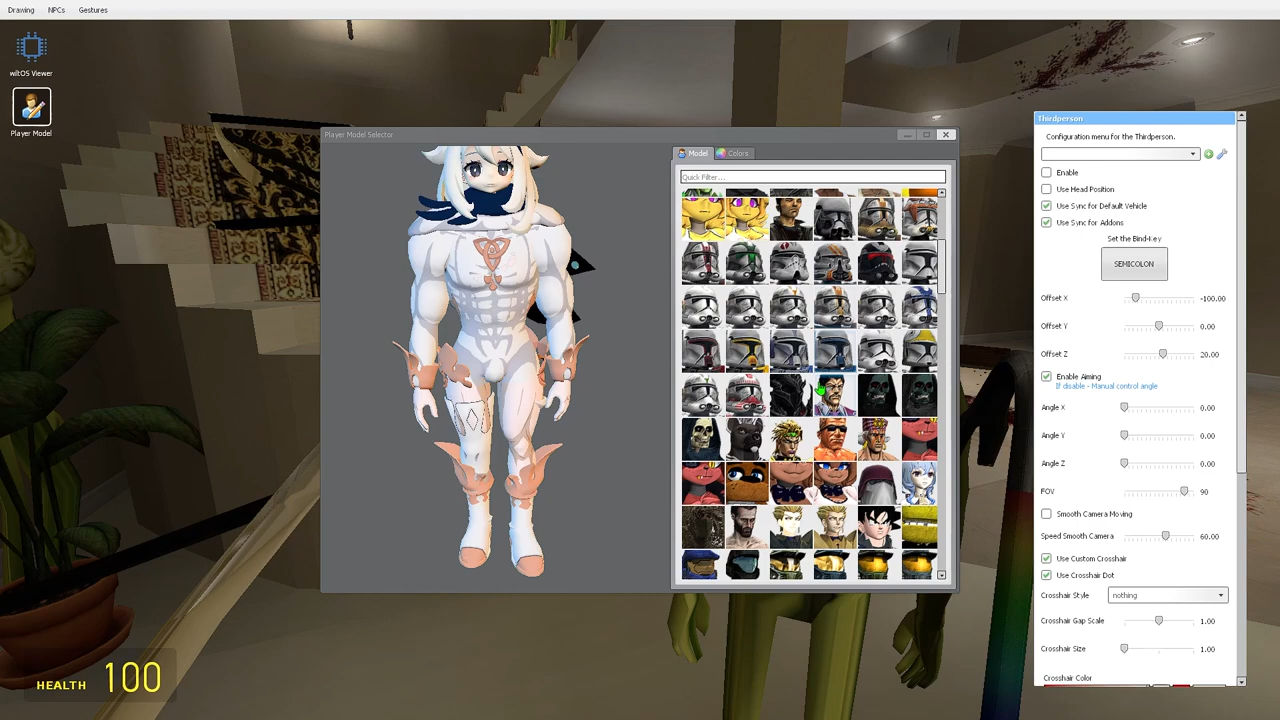 Drawing NPCs Gestures
wiltOS Viewer
Player Model
Player Model Selector
Model Colors
Quick Filter...
Thirdperson
Configuration menu for the Thirdperson.
Enable
Use Head Position
Use Sync for Default Vehicle
Use Sync for Addons
Set the Bind-Key
SEMICOLON
Offset X -100.00
Offset Y 0.00
Offset Z 20.00
Enable Aiming
If disable - Manual control angle
Angle X 0.00
Angle Y 0.00
Angle Z 0.00
FOV 90
Smooth Camera Moving
Speed Smooth Camera 60.00
Use Custom Crosshair
Use Crosshair Dot
Crosshair Style nothing
Crosshair Gap Scale 1.00
Crosshair Size 1.00
Crosshair Color
HEALTH 100